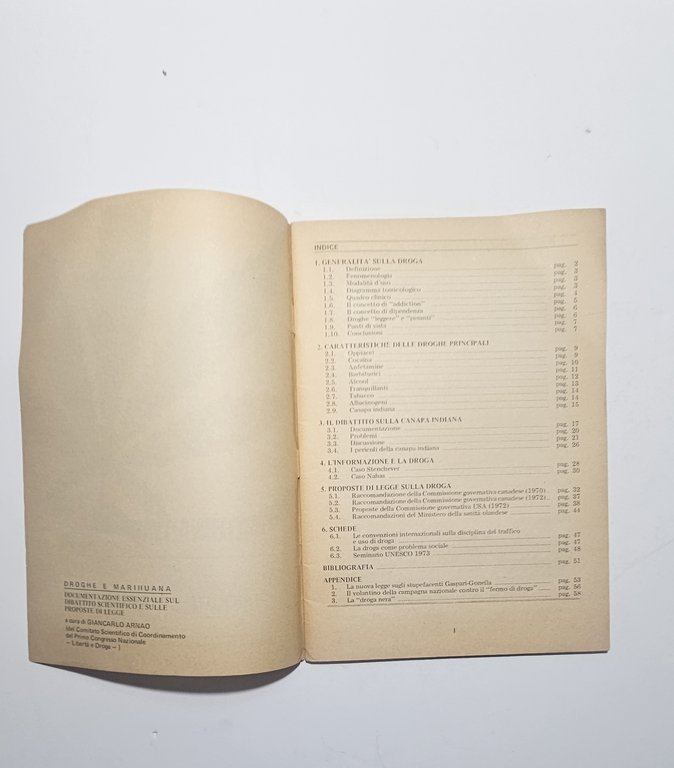 DROGHE E MARIHUANA
DOCUMENTAZIONE ESSENZIALE SUL
DIBATTITO SCIENTIFICO E SULLE
PROPOSTE DI LEGGE
a cura di GIANCARLO ARNAO
(del Comitato Scientifico di Coordinamento
del Primo Congresso Nazionale
— Libertà e Droga — )
INDICE
1. GENERALITA' SULLA DROGA pag. 2
1.1. Definizione pag. 3
1.2. Fenomenologia pag. 3
1.3. Modalità d'uso pag. 3
1.4. Diagramma tossicologico pag. 4
1.5. Quadro clinico pag. 5
1.6. Il concetto di "addiction" pag. 6
1.7. Il concetto di dipendenza pag. 6
1.8. Droghe "leggere" e "pesanti" pag. 7
1.9. Punti di vista pag. 7
1.10. Conclusioni
2. CARATTERISTICHE DELLE DROGHE PRINCIPALI pag. 9
2.1. Oppiacei pag. 9
2.2. Cocaina pag. 10
2.3. Anfetamine pag. 11
2.4. Barbiturici pag. 12
2.5. Alcool pag. 13
2.6. Tranquillanti pag. 14
2.7. Tabacco pag. 14
2.8. Allucinogeni pag. 15
2.9. Canapa indiana
3. IL DIBATTITO SULLA CANAPA INDIANA pag. 17
3.1. Documentazione pag. 20
3.2. Problemi pag. 21
3.3. Discussione pag. 26
3.4. I pericoli della canapa indiana
4. L'INFORMAZIONE E LA DROGA pag. 28
4.1. Caso Stenchever pag. 30
4.2. Caso Nahas
5. PROPOSTE DI LEGGE SULLA DROGA
5.1. Raccomandazione della Commissione governativa canadese (1970) pag. 32
5.2. Raccomandazione della Commissione governativa canadese (1972) pag. 37
5.3. Proposte della Commissione governativa USA (1972) pag. 38
5.4. Raccomandazioni del Ministero della sanità olandese pag. 44
6. SCHEDE
6.1. Le convenzioni internazionali sulla disciplina del traffico pag. 47
e uso di droga pag. 47
6.2. La droga come problema sociale pag. 48
6.3. Seminario UNESCO 1973
BIBLIOGRAFIA pag. 51
APPENDICE
1. La nuova legge sugli stupefacenti Gaspari-Gonella pag. 53
2. Il volantino della campagna nazionale contro il "fermo di droga" pag. 56
3. La "droga nera" pag. 58
1